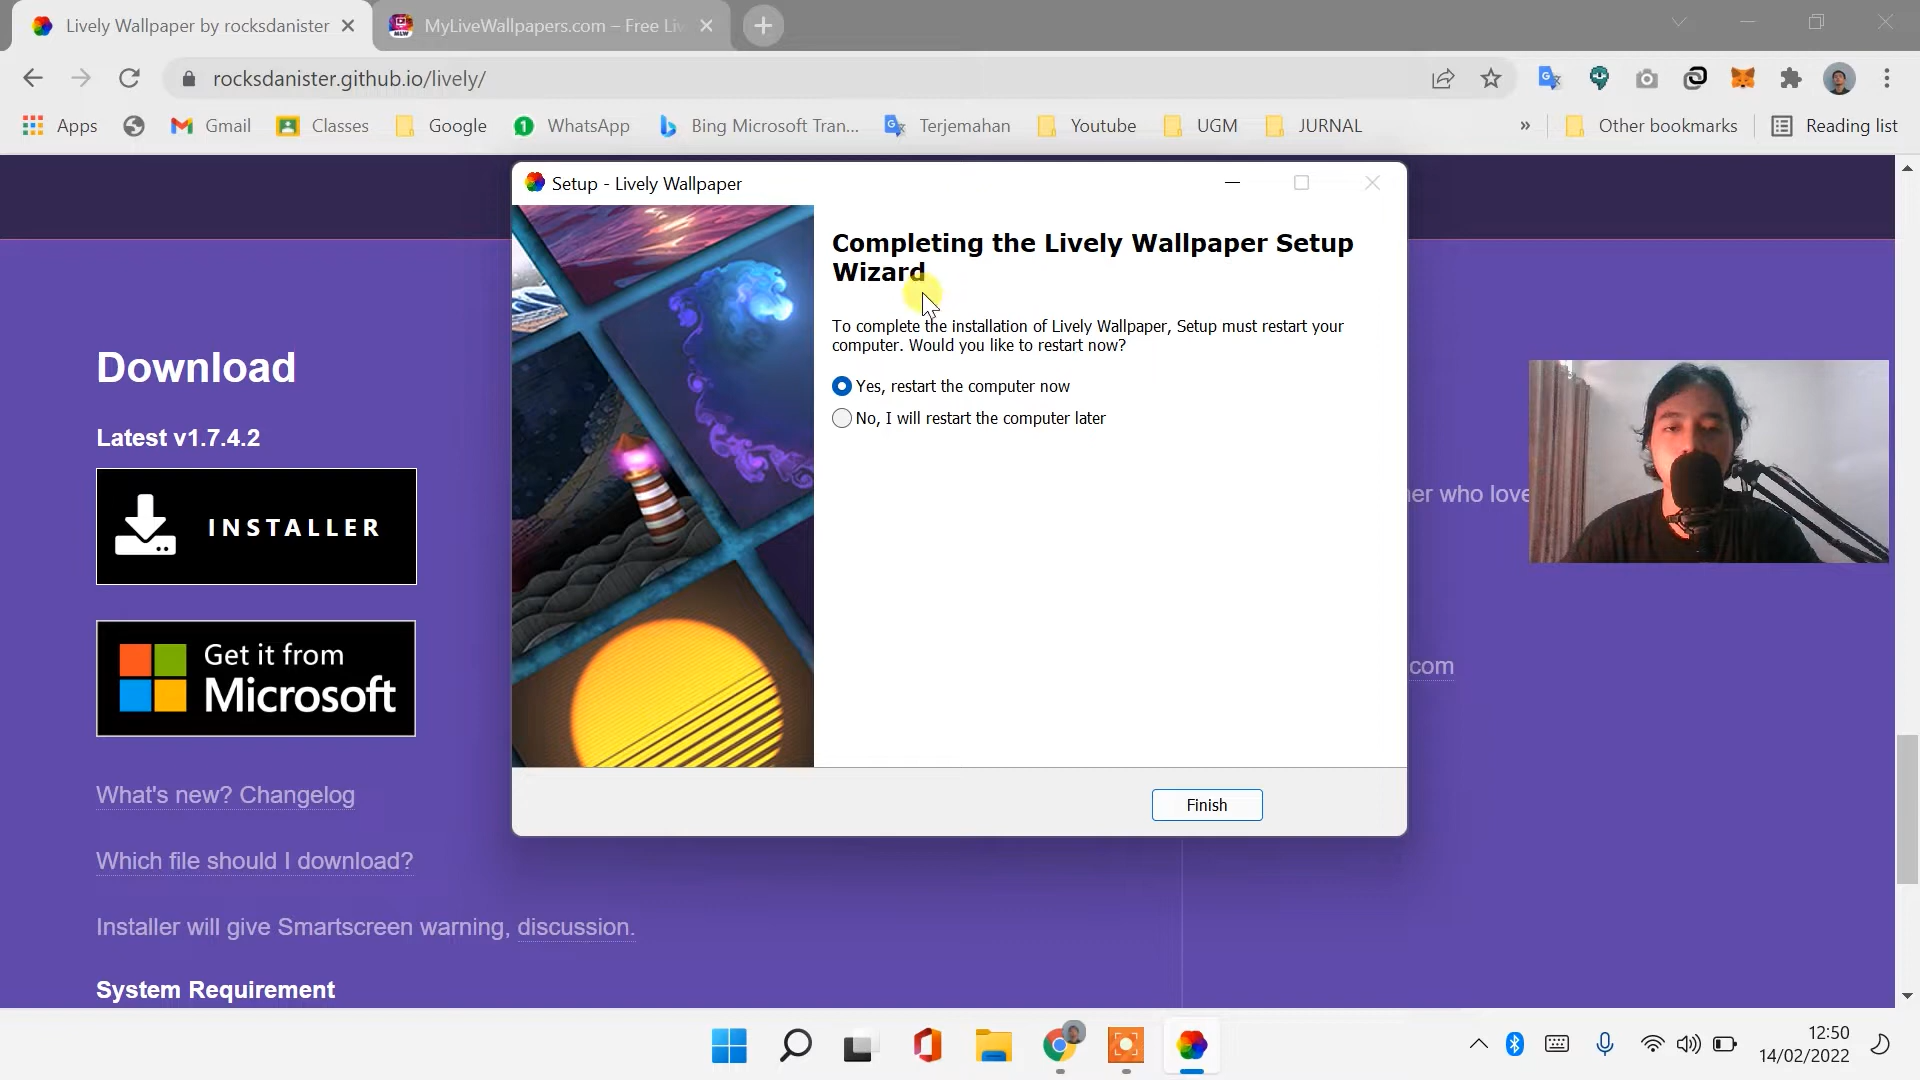 Lively Wallpaper by rocksdanister
MyLiveWallpapers.com – Free Liv
rocksdanister.github.io/lively/
Apps
Gmail
Classes
Google
WhatsApp
Bing Microsoft Tran...
Terjemahan
Youtube
UGM
JURNAL
»
Other bookmarks
Reading list
Setup - Lively Wallpaper
Completing the Lively Wallpaper Setup
Wizard
To complete the installation of Lively Wallpaper, Setup must restart your
computer. Would you like to restart now?
Yes, restart the computer now
No, I will restart the computer later
Finish
Download
Latest v1.7.4.2
INSTALLER
Get it from
Microsoft
What's new? Changelog
Which file should I download?
Installer will give Smartscreen warning, discussion.
System Requirement
who love
com
12:50
14/02/2022